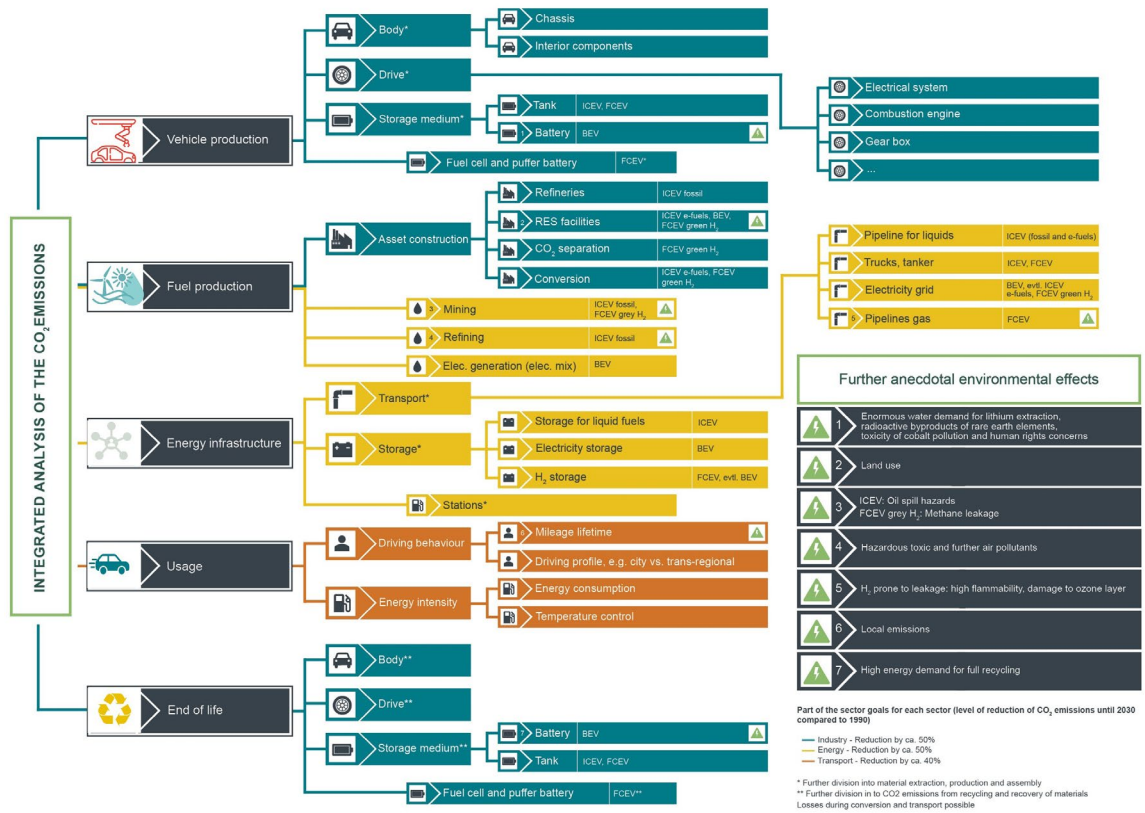 INTEGRATED ANALYSIS OF THE CO2 EMISSIONS
Vehicle production
Body*
Chassis
Interior components
Drive*
Electrical system
Combustion engine
Gear box
...
Storage medium*
Tank ICEV, FCEV
1 Battery BEV
Fuel cell and puffer battery FCEV*
Fuel production
Asset construction
Refineries ICEV fossil
2 RES facilities ICEV e-fuels, BEV,
FCEV green H2
CO2 separation FCEV green H2
Conversion ICEV e-fuels, FCEV
green H2
3 Mining ICEV fossil,
FCEV grey H2
4 Refining ICEV fossil
Elec. generation (elec. mix) BEV
Energy infrastructure
Transport*
Pipeline for liquids ICEV (fossil and e-fuels)
Trucks, tanker ICEV, FCEV
Electricity grid BEV, evtl. ICEV
e-fuels, FCEV green H2
5 Pipelines gas FCEV
Storage*
Storage for liquid fuels ICEV
Electricity storage BEV
H2 storage FCEV, evtl. BEV
Stations*
Usage
Driving behaviour
6 Mileage lifetime
Driving profile, e.g. city vs. trans-regional
Energy intensity
Energy consumption
Temperature control
End of life
Body**
Drive**
Storage medium**
7 Battery BEV
Tank ICEV, FCEV
Fuel cell and puffer battery FCEV**
Further anecdotal environmental effects
1 Enormous water demand for lithium extraction,
radioactive byproducts of rare earth elements,
toxicity of cobalt pollution and human rights concerns
2 Land use
3 ICEV: Oil spill hazards
FCEV grey H2: Methane leakage
4 Hazardous toxic and further air pollutants
5 H2 prone to leakage: high flammability, damage to ozone layer
6 Local emissions
7 High energy demand for full recycling
Part of the sector goals for each sector (level of reduction of CO2 emissions until 2030
compared to 1990)
Industry - Reduction by ca. 50%
Energy - Reduction by ca. 50%
Transport - Reduction by ca. 40%
* Further division into material extraction, production and assembly
** Further division in to CO2 emissions from recycling and recovery of materials
Losses during conversion and transport possible